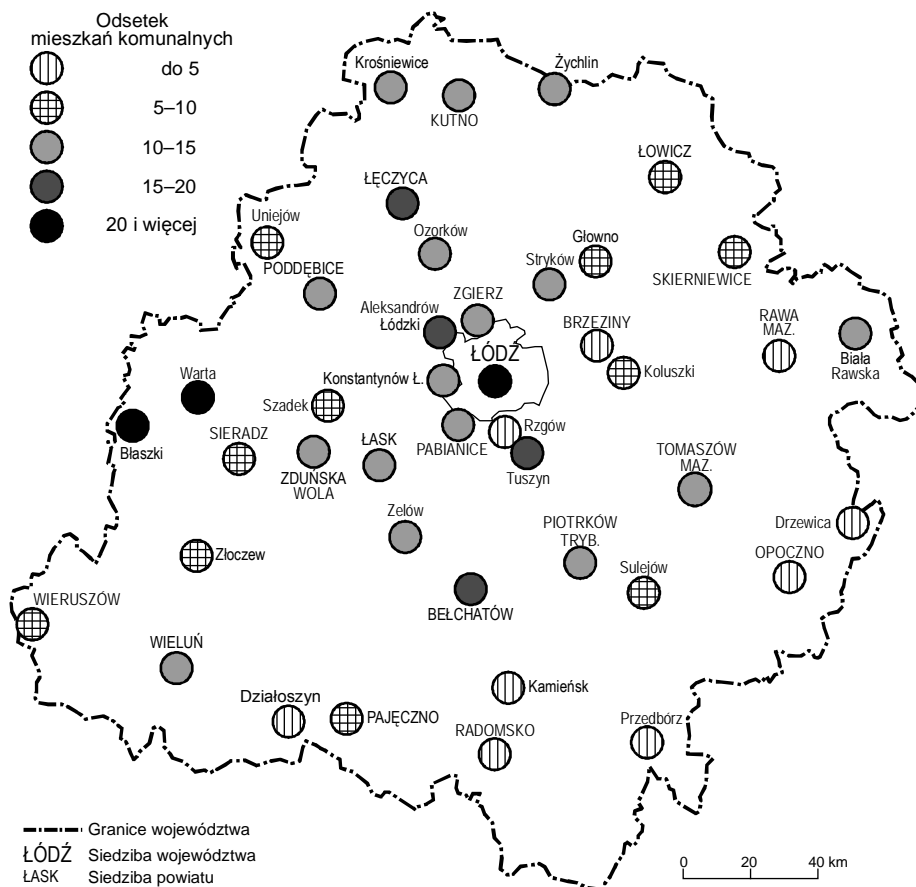 Odsetek
mieszkań komunalnych
do 5
5–10
10–15
15–20
20 i więcej
Krośniewice
Żychlin
KUTNO
ŁOWICZ
ŁĘCZYCA
Uniejów
Ozorków
Głowno
Stryków
SKIERNIEWICE
PODDĘBICE
ZGIERZ
Aleksandrów
Łódzki
BRZEZINY
RAWA
MAZ.
ŁÓDŹ
Biała
Rawska
Konstantynów Ł.
Koluszki
Warta
Szadek
Rzgów
Błaszki
SIERADZ
ŁASK
PABIANICE
ZDUŃSKA
WOLA
Tuszyn
TOMASZÓW
MAZ.
Zelów
PIOTRKÓW
TRYB.
Drzewica
OPOCZNO
Złoczew
Sulejów
WIERUSZÓW
BEŁCHATÓW
WIELUŃ
Kamieńsk
Działoszyn
PAJĘCZNO
RADOMSKO
Przedbórz
Granice województwa
ŁÓDŹ Siedziba województwa
ŁASK Siedziba powiatu
0 20 40 km